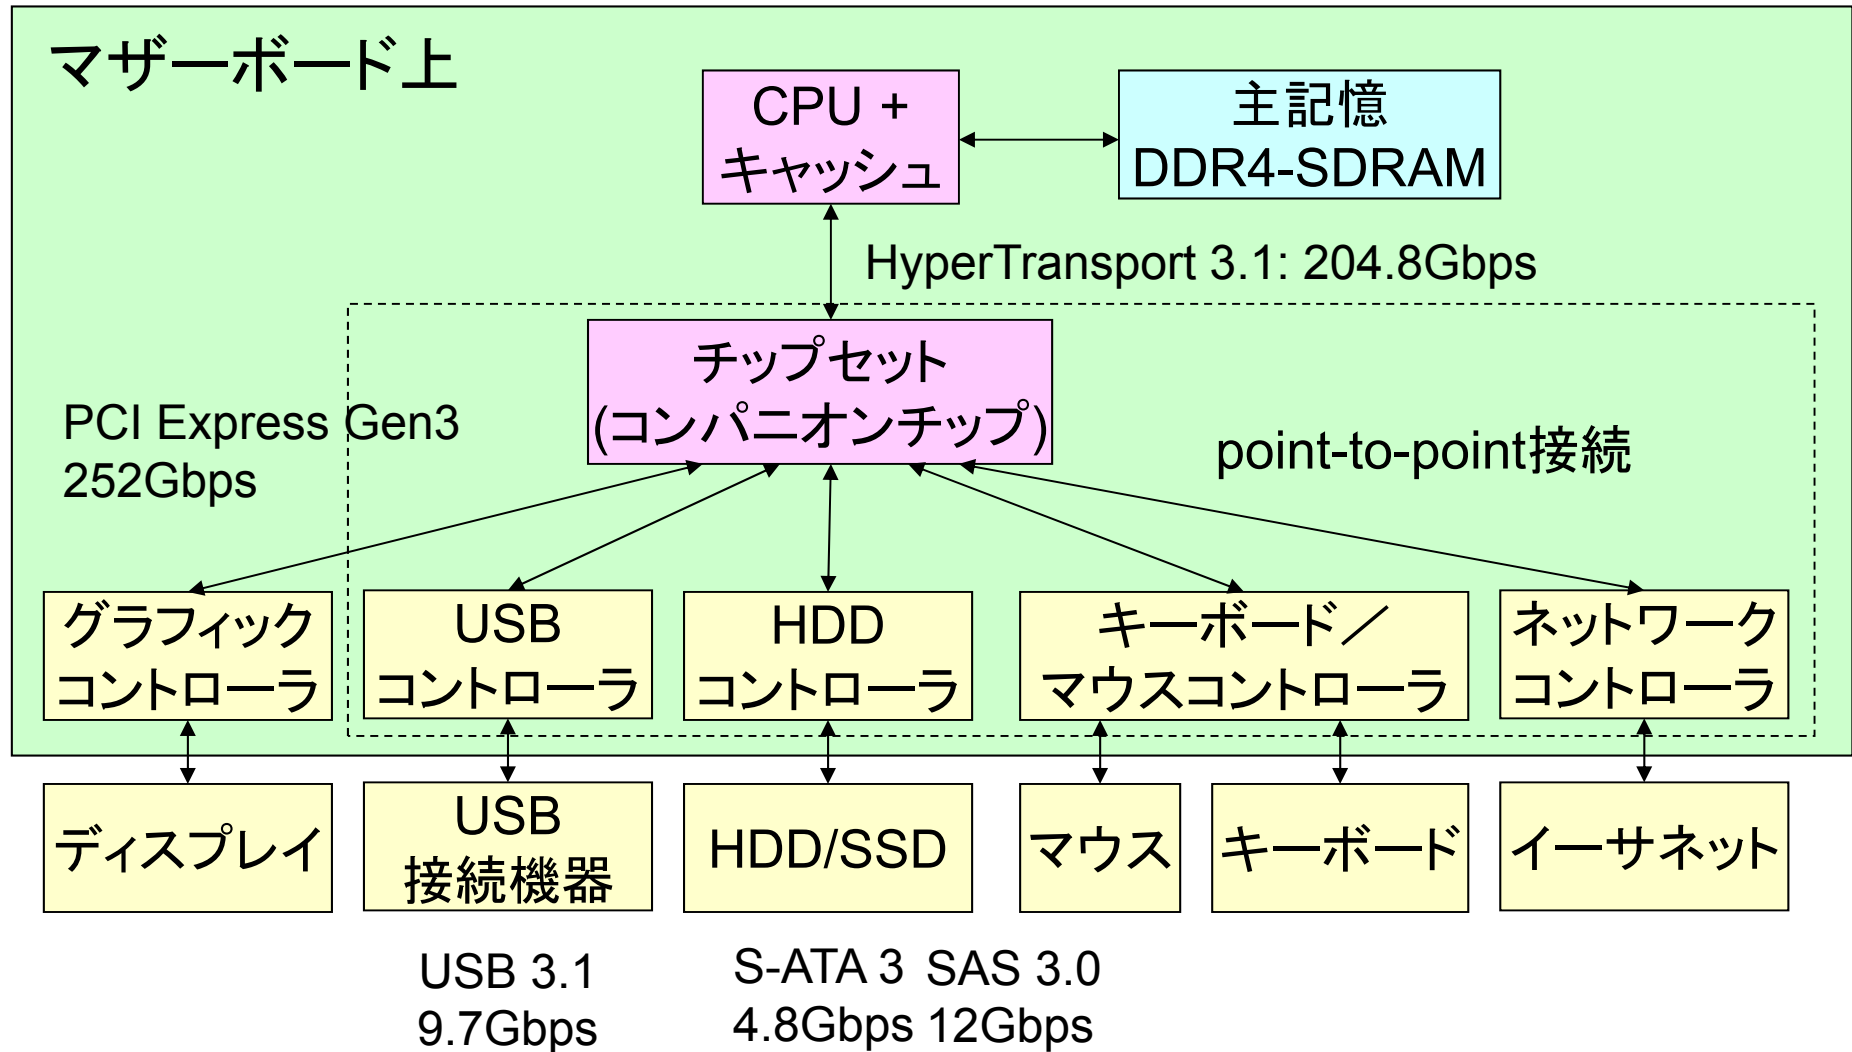 マザーボード上
CPU +
キャッシュ
主記憶
DDR4-SDRAM
HyperTransport 3.1: 204.8Gbps
チップセット
(コンパニオンチップ)
PCI Express Gen3
252Gbps
point-to-point接続
グラフィック
コントローラ
USB
コントローラ
HDD
コントローラ
キーボード／
マウスコントローラ
ネットワーク
コントローラ
ディスプレイ
USB
接続機器
HDD/SSD
マウス
キーボード
イーサネット
USB 3.1
9.7Gbps
S-ATA 3
4.8Gbps
SAS 3.0
12Gbps